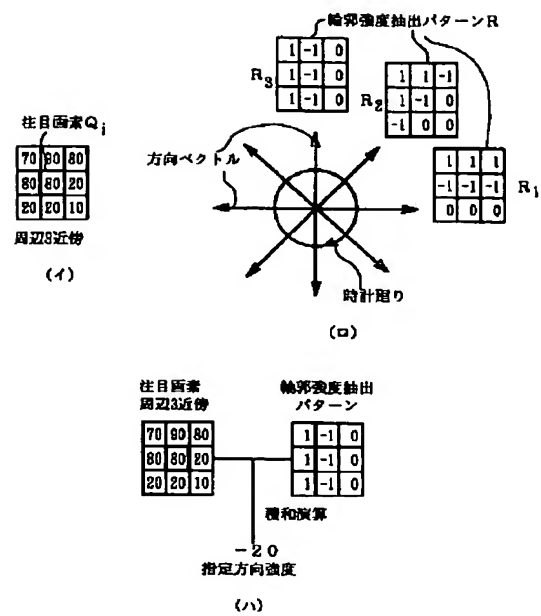 輪郭強度抽出パターンR
1 -1 0
1 -1 0
1 -1 0
R3
1 1 -1
1 -1 0
-1 0 0
R2
1 1 1
-1 -1 -1
0 0 0
R1
注目画素Qj
70 90 80
80 80 20
20 20 10
周辺3近傍
(イ)
方向ベクトル
時計廻り
(ロ)
注目画素
周辺3近傍
70 90 80
80 80 20
20 20 10
輪郭強度抽出
パターン
1 -1 0
1 -1 0
1 -1 0
積和演算
-20
指定方向強度
(ハ)